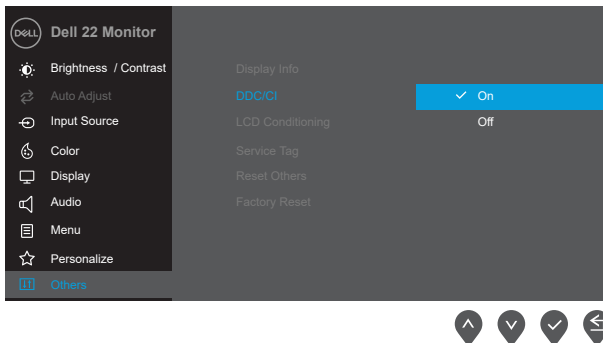 DELL
Dell 22 Monitor
Brightness / Contrast
Auto Adjust
Input Source
Color
Display
Audio
Menu
Personalize
Others
Display Info
DDC/CI
LCD Conditioning
Service Tag
Reset Others
Factory Reset
On
Off